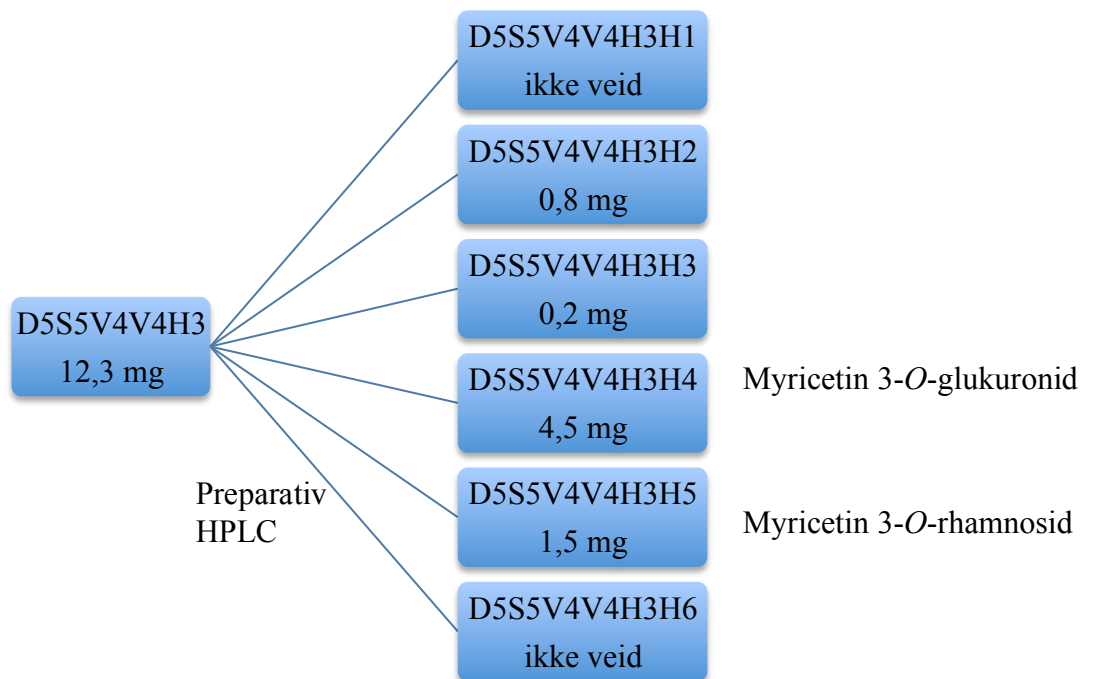 D5S5V4V4H3H1
ikke veid
D5S5V4V4H3H2
0,8 mg
D5S5V4V4H3H3
0,2 mg
D5S5V4V4H3
12,3 mg
D5S5V4V4H3H4
4,5 mg
Myricetin 3-O-glukuronid
Preparativ
HPLC
D5S5V4V4H3H5
1,5 mg
Myricetin 3-O-rhamnosid
D5S5V4V4H3H6
ikke veid